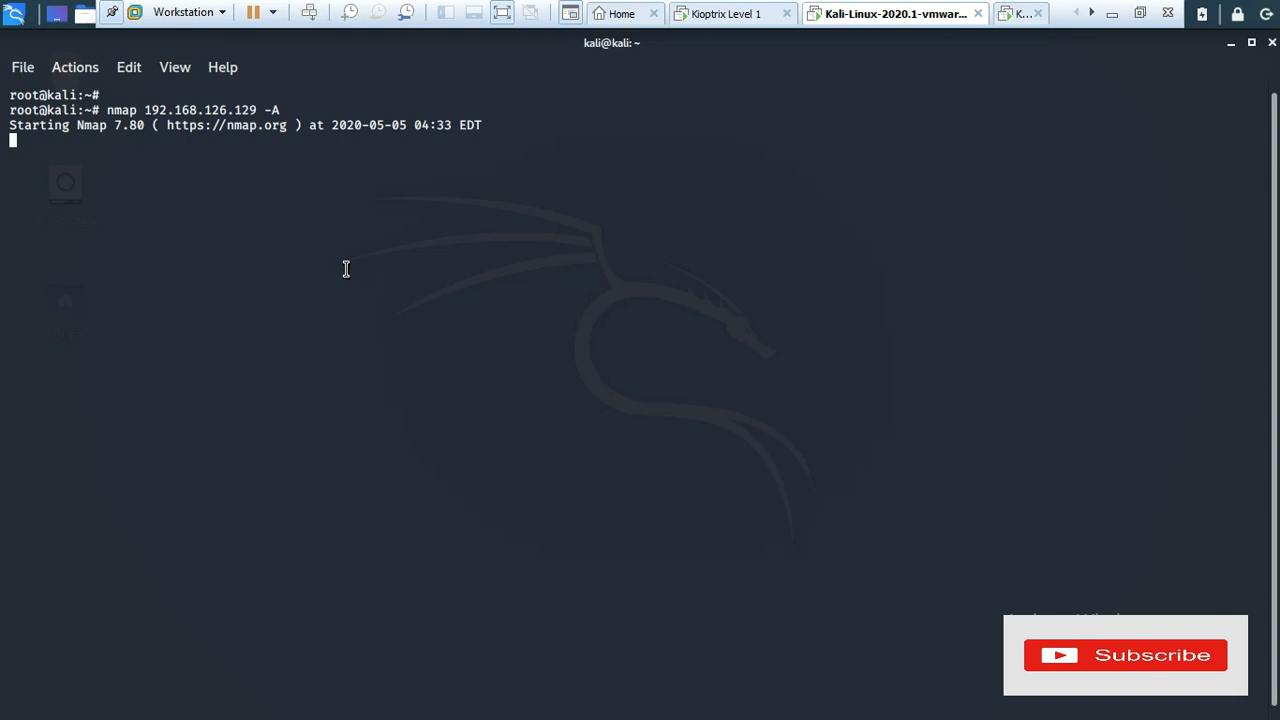 Workstation
Home
Kioptrix Level 1
Kali-Linux-2020.1-vmwar...
K...
kali@kali: ~
File Actions Edit View Help
root@kali:~#
root@kali:~# nmap 192.168.126.129 -A
Starting Nmap 7.80 ( https://nmap.org ) at 2020-05-05 04:33 EDT
Subscribe